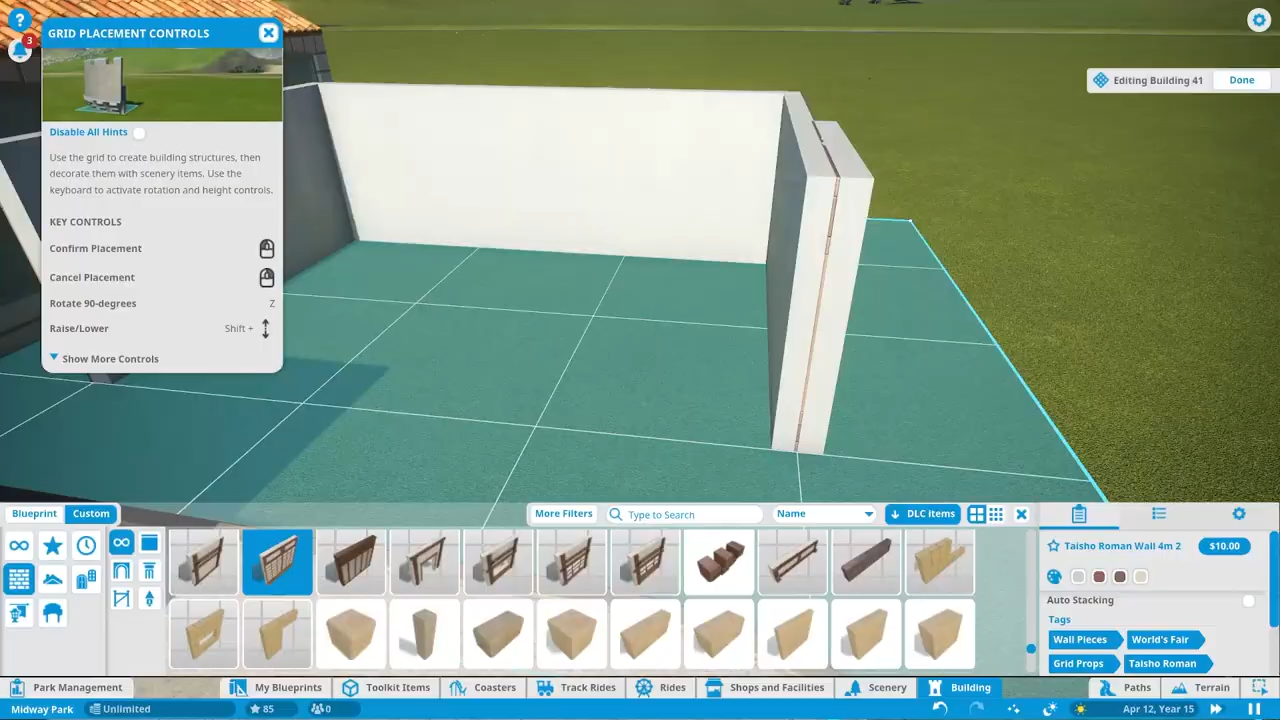 ?
3
GRID PLACEMENT CONTROLS
Disable All Hints
Use the grid to create building structures, then
decorate them with scenery items. Use the
keyboard to activate rotation and height controls.
KEY CONTROLS
Confirm Placement
Cancel Placement
Rotate 90-degrees Z
Raise/Lower Shift +
Show More Controls
Editing Building 41 Done
Blueprint Custom
More Filters Type to Search Name DLC items
Taisho Roman Wall 4m 2 $10.00
Auto Stacking
Tags
Wall Pieces World's Fair
Grid Props Taisho Roman
Park Management My Blueprints Toolkit Items Coasters Track Rides Rides Shops and Facilities Scenery Building Paths Terrain
Midway Park Unlimited 85 0 Apr 12, Year 15